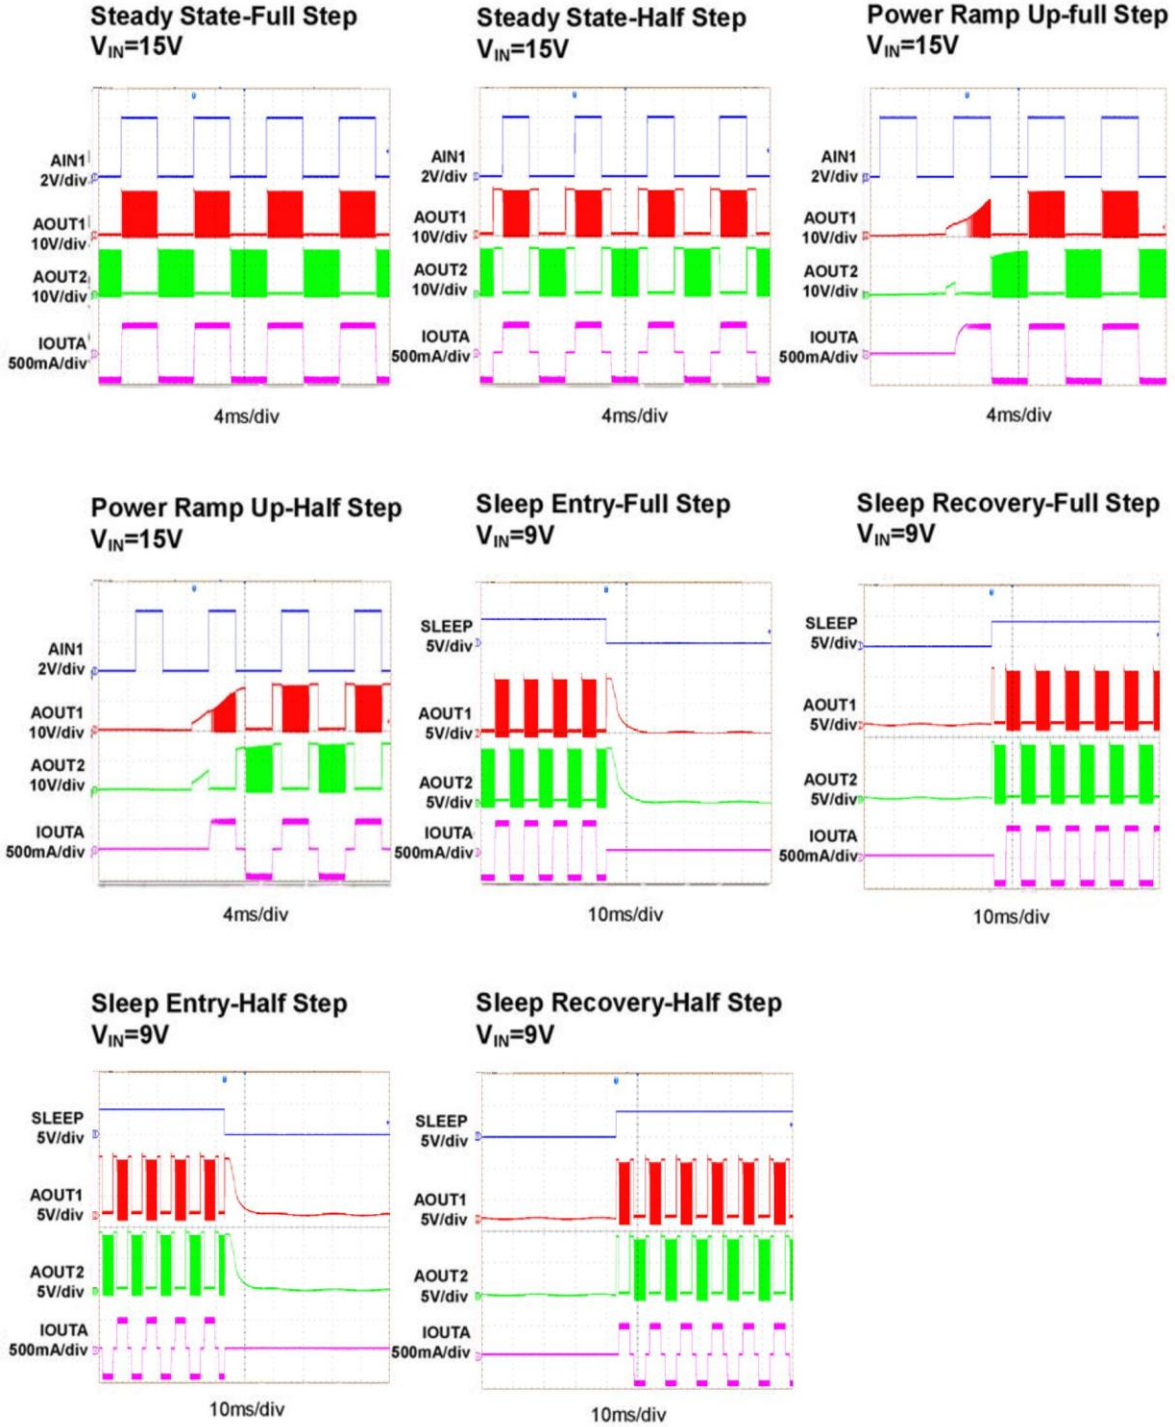 Steady State-Full Step
VIN=15V
AIN1
2V/div
AOUT1
10V/div
AOUT2
10V/div
IOUTA
500mA/div
4ms/div
Steady State-Half Step
VIN=15V
AIN1
2V/div
AOUT1
10V/div
AOUT2
10V/div
IOUTA
500mA/div
4ms/div
Power Ramp Up-full Step
VIN=15V
AIN1
2V/div
AOUT1
10V/div
AOUT2
10V/div
IOUTA
500mA/div
4ms/div
Power Ramp Up-Half Step
VIN=15V
AIN1
2V/div
AOUT1
10V/div
AOUT2
10V/div
IOUTA
500mA/div
4ms/div
Sleep Entry-Full Step
VIN=9V
SLEEP
5V/div
AOUT1
5V/div
AOUT2
5V/div
IOUTA
500mA/div
10ms/div
Sleep Recovery-Full Step
VIN=9V
SLEEP
5V/div
AOUT1
5V/div
AOUT2
5V/div
IOUTA
500mA/div
10ms/div
Sleep Entry-Half Step
VIN=9V
SLEEP
5V/div
AOUT1
5V/div
AOUT2
5V/div
IOUTA
500mA/div
10ms/div
Sleep Recovery-Half Step
VIN=9V
SLEEP
5V/div
AOUT1
5V/div
AOUT2
5V/div
IOUTA
500mA/div
10ms/div